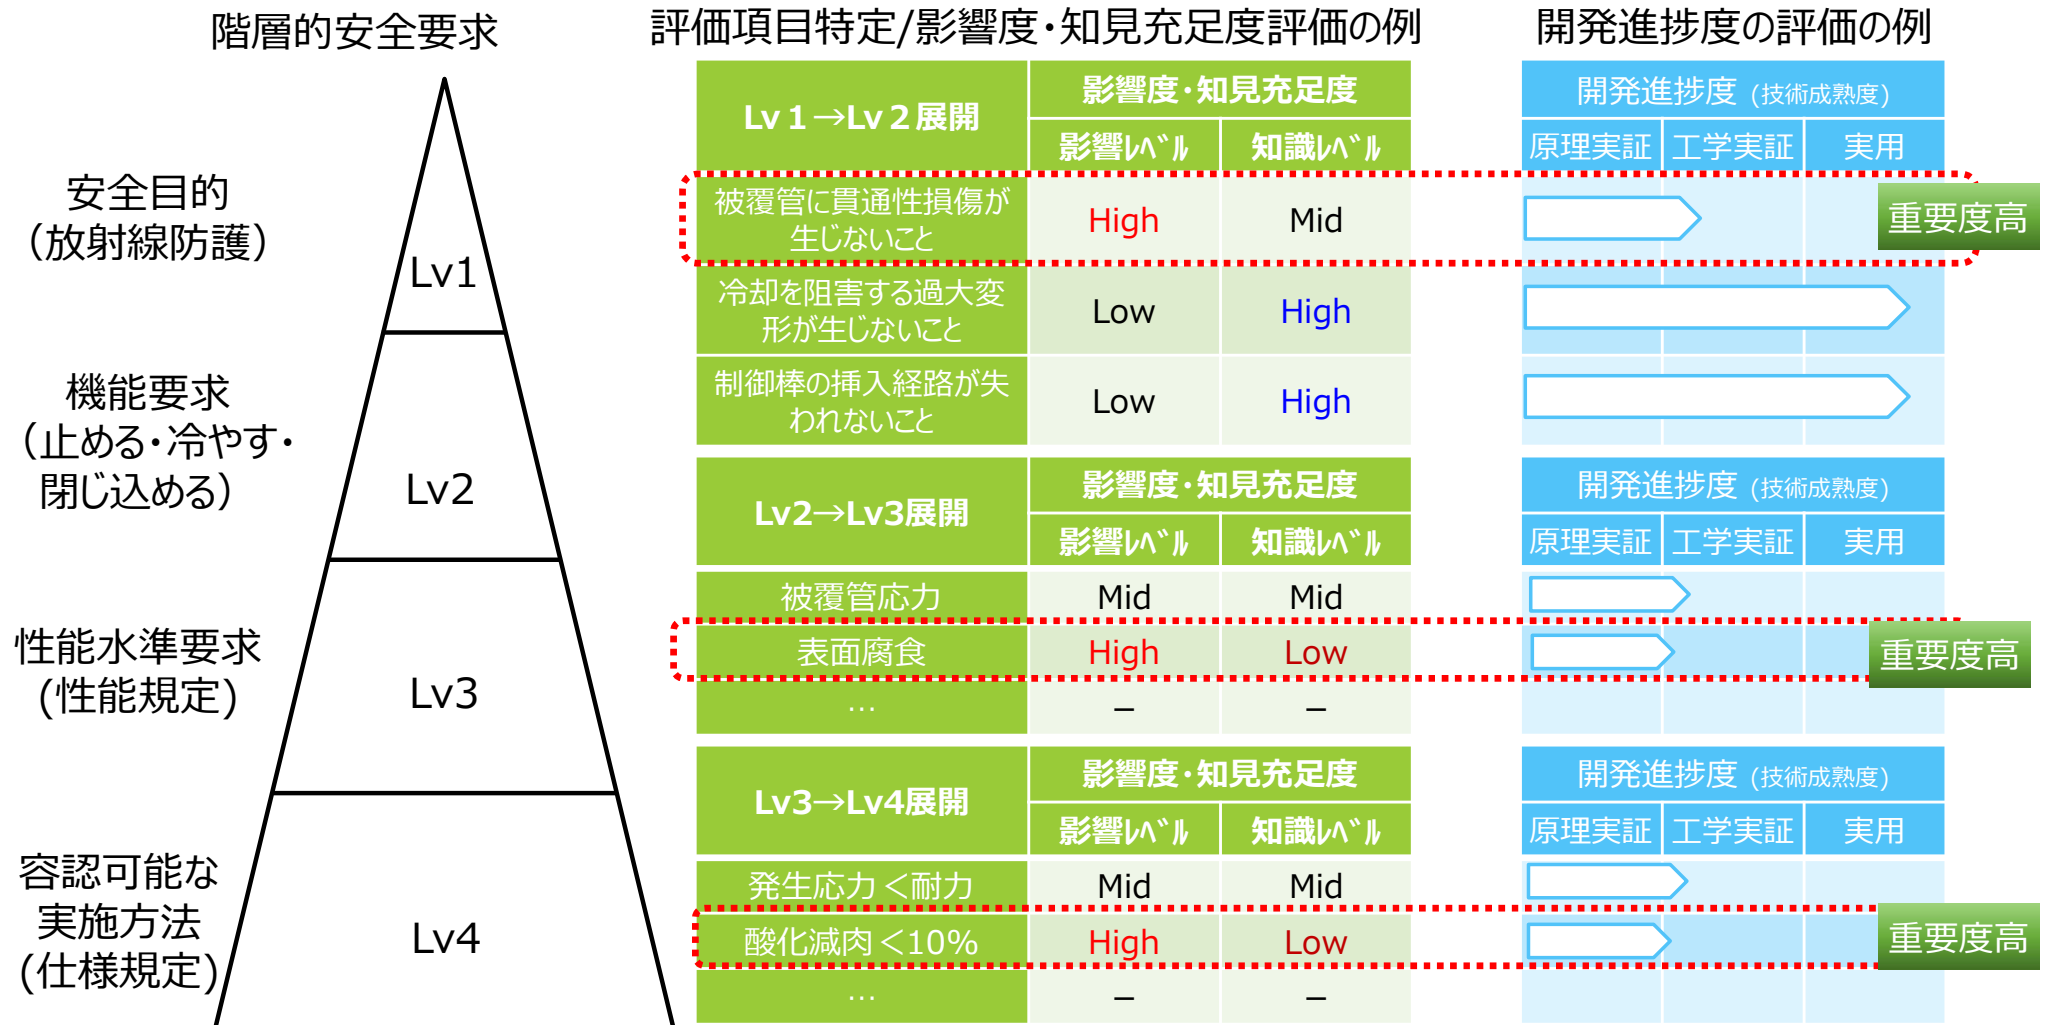 階層的安全要求
評価項目特定/影響度・知見充足度評価の例
開発進捗度の評価の例
安全目的
（放射線防護）
Lv1
機能要求
（止める・冷やす・
閉じ込める）
Lv2
性能水準要求
(性能規定)
Lv3
容認可能な
実施方法
(仕様規定)
Lv4
Lv１→Lv２展開
影響度・知見充足度
影響ﾚﾍﾞﾙ 知識ﾚﾍﾞﾙ
被覆管に貫通性損傷が
生じないこと
High Mid
冷却を阻害する過大変
形が生じないこと
Low High
制御棒の挿入経路が失
われないこと
Low High
開発進捗度 (技術成熟度)
原理実証 工学実証 実用
重要度高
Lv2→Lv3展開
影響度・知見充足度
影響ﾚﾍﾞﾙ 知識ﾚﾍﾞﾙ
被覆管応力 Mid Mid
表面腐食 High Low
… – –
開発進捗度 (技術成熟度)
原理実証 工学実証 実用
重要度高
Lv3→Lv4展開
影響度・知見充足度
影響ﾚﾍﾞﾙ 知識ﾚﾍﾞﾙ
発生応力＜耐力 Mid Mid
酸化減肉＜10% High Low
… – –
開発進捗度 (技術成熟度)
原理実証 工学実証 実用
重要度高